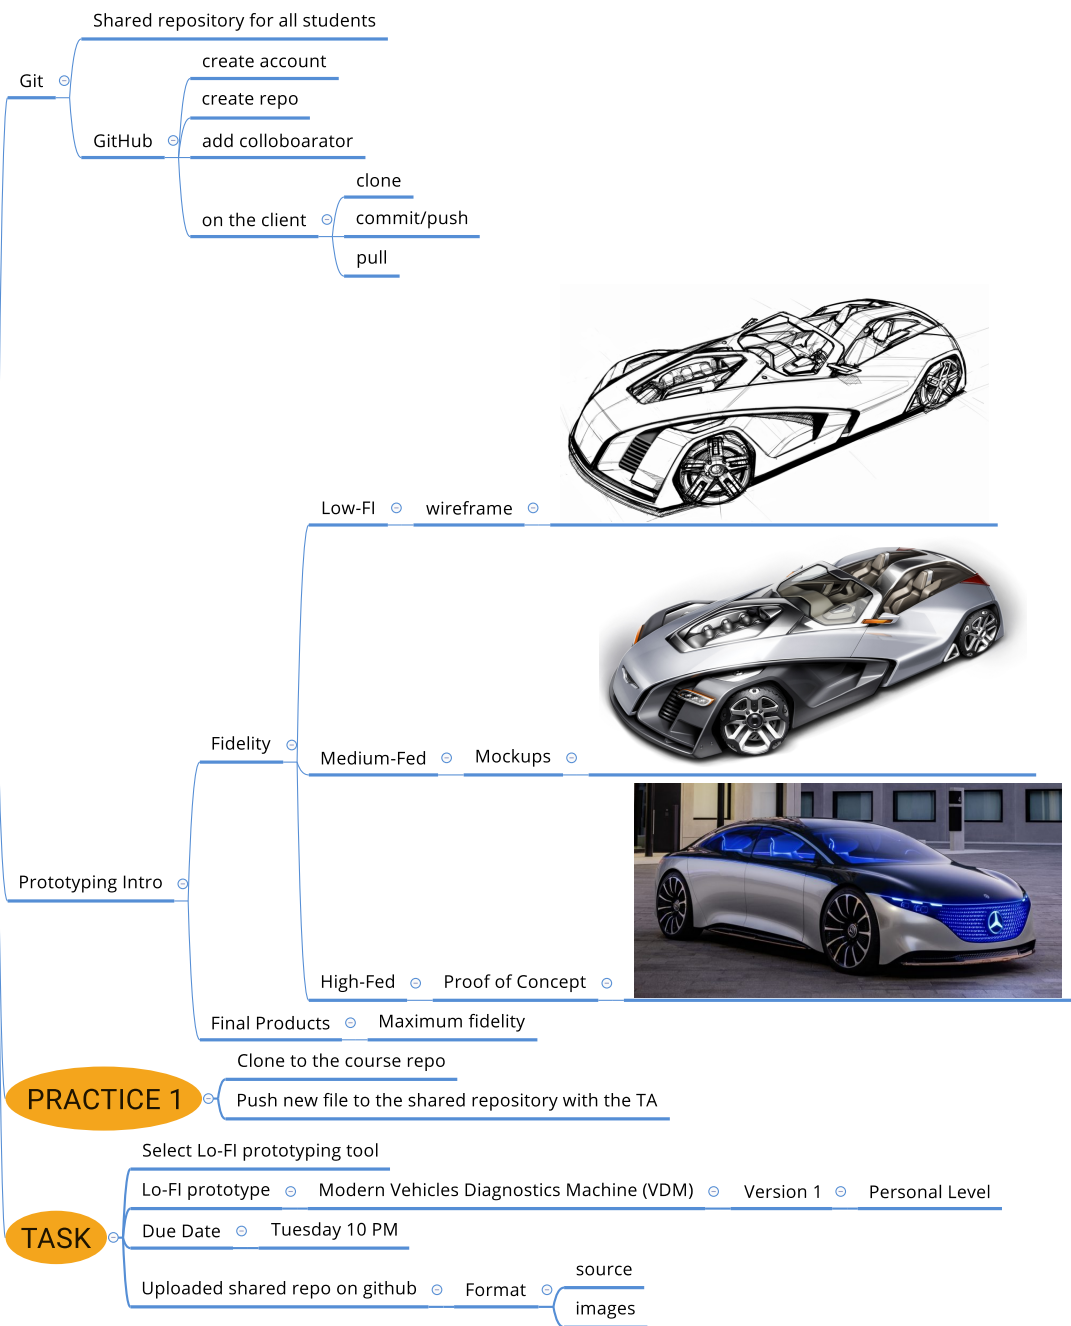 Shared repository for all students
Git
create account
create repo
GitHub
add colloboarator
clone
on the client
commit/push
pull
Low-FI
wireframe
Fidelity
Medium-Fed
Mockups
Prototyping Intro
High-Fed
Proof of Concept
Final Products
Maximum fidelity
Clone to the course repo
PRACTICE 1
Push new file to the shared repository with the TA
Select Lo-FI prototyping tool
Lo-FI prototype
Modern Vehicles Diagnostics Machine (VDM)
Version 1
Personal Level
TASK
Due Date
Tuesday 10 PM
Uploaded shared repo on github
Format
source
images